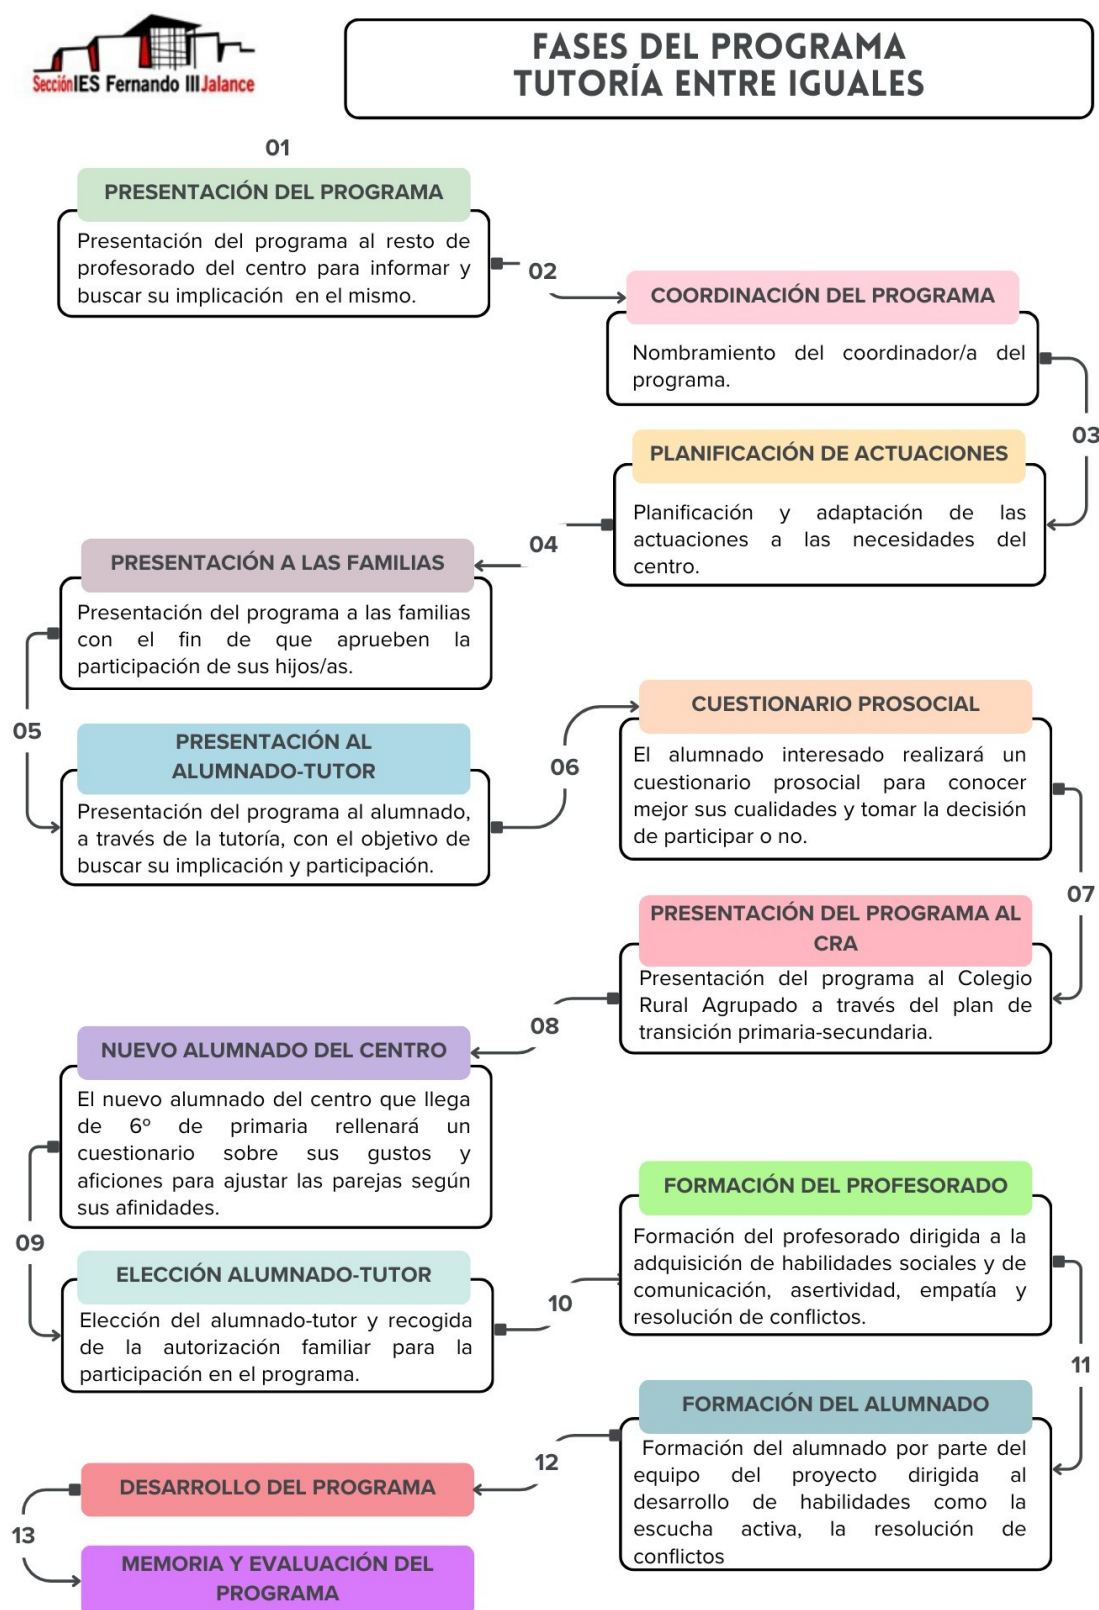 SecciónIES Fernando III Jalance
FASES DEL PROGRAMA
TUTORÍA ENTRE IGUALES
01
PRESENTACIÓN DEL PROGRAMA
Presentación del programa al resto de
profesorado del centro para informar y
buscar su implicación en el mismo.
02
COORDINACIÓN DEL PROGRAMA
Nombramiento del coordinador/a del
programa.
03
PLANIFICACIÓN DE ACTUACIONES
Planificación y adaptación de las
actuaciones a las necesidades del
centro.
04
PRESENTACIÓN A LAS FAMILIAS
Presentación del programa a las familias
con el fin de que aprueben la
participación de sus hijos/as.
05
PRESENTACIÓN AL
ALUMNADO-TUTOR
Presentación del programa al alumnado,
a través de la tutoría, con el objetivo de
buscar su implicación y participación.
06
CUESTIONARIO PROSOCIAL
El alumnado interesado realizará un
cuestionario prosocial para conocer
mejor sus cualidades y tomar la decisión
de participar o no.
07
PRESENTACIÓN DEL PROGRAMA AL
CRA
Presentación del programa al Colegio
Rural Agrupado a través del plan de
transición primaria-secundaria.
08
NUEVO ALUMNADO DEL CENTRO
El nuevo alumnado del centro que llega
de 6º de primaria rellenará un
cuestionario sobre sus gustos y
aficiones para ajustar las parejas según
sus afinidades.
09
ELECCIÓN ALUMNADO-TUTOR
Elección del alumnado-tutor y recogida
de la autorización familiar para la
participación en el programa.
10
FORMACIÓN DEL PROFESORADO
Formación del profesorado dirigida a la
adquisición de habilidades sociales y de
comunicación, asertividad, empatía y
resolución de conflictos.
11
FORMACIÓN DEL ALUMNADO
Formación del alumnado por parte del
equipo del proyecto dirigida al
desarrollo de habilidades como la
escucha activa, la resolución de
conflictos
12
DESARROLLO DEL PROGRAMA
13
MEMORIA Y EVALUACIÓN DEL
PROGRAMA